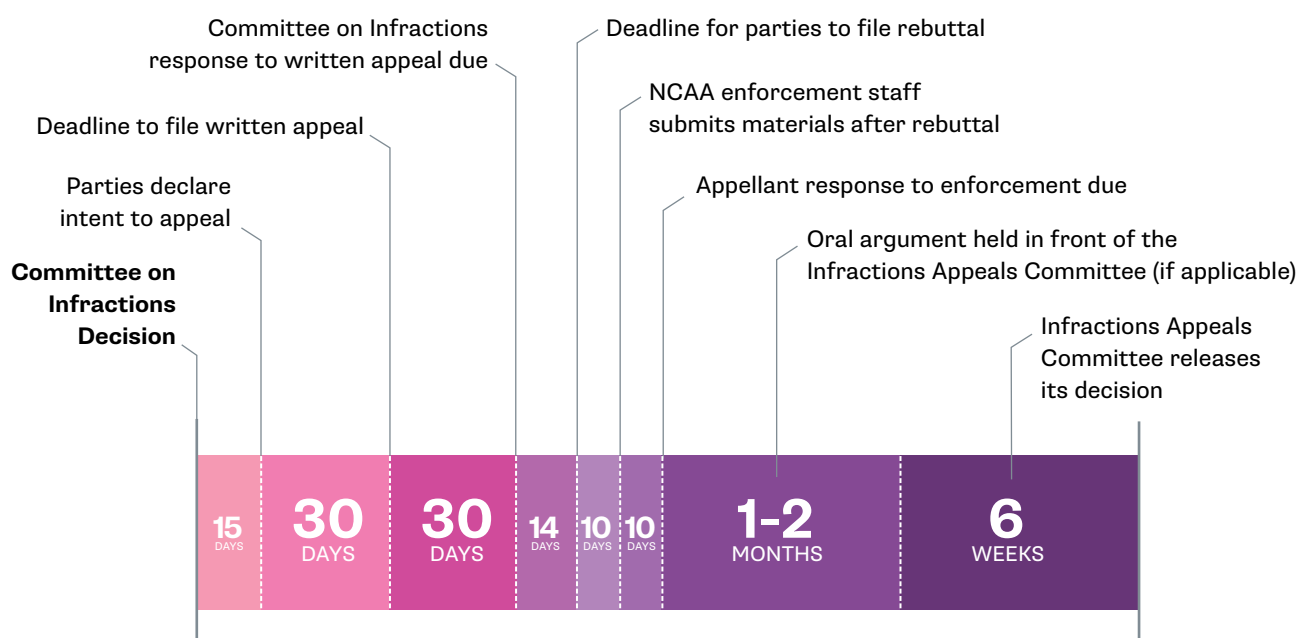 Committee on Infractions
response to written appeal due
Deadline for parties to file rebuttal
NCAA enforcement staff
submits materials after rebuttal
Deadline to file written appeal
Parties declare
intent to appeal
Appellant response to enforcement due
Oral argument held in front of the
Infractions Appeals Committee (if applicable)
Committee on
Infractions
Decision
Infractions Appeals
Committee releases
its decision
15
DAYS
30
DAYS
30
DAYS
14
DAYS
10
DAYS
10
DAYS
1-2
MONTHS
6
WEEKS